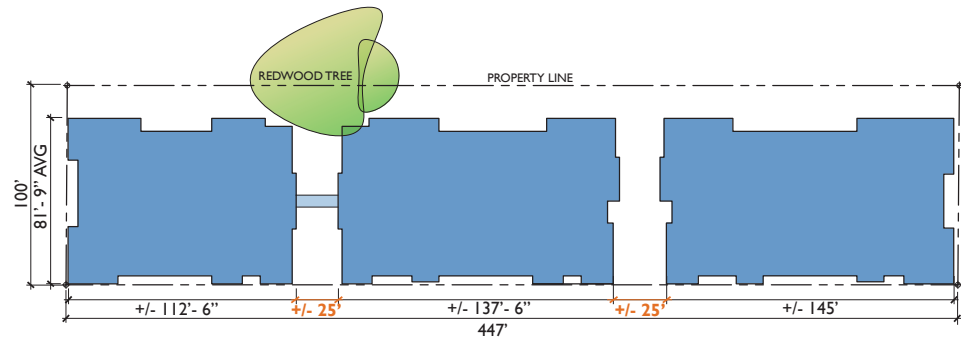 REDWOOD TREE
PROPERTY LINE
100'
81'- 9" AVG
+/- 112'- 6" +/- 25' +/- 137'- 6" +/- 25' +/- 145'
447'